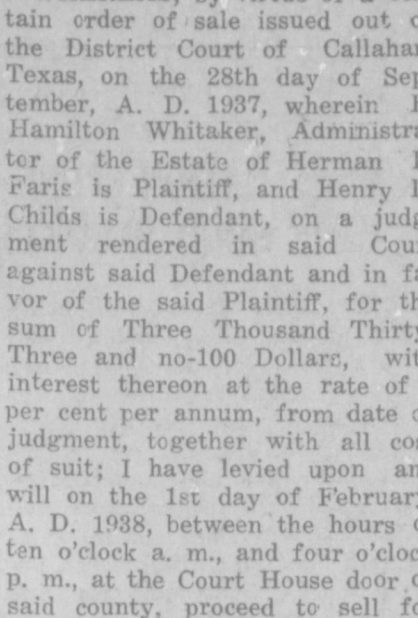 tain order of sale issued out
the District Court of Callahan
Texas, on the 28th day of Sep
tember, A. D. 1937, wherein
Hamilton Whitaker, Administra
tor of the Estate of Herman
Faris is Plaintiff, and Henry
Childs is Defendant, on a judg
ment rendered in said Cour
against said Defendant and in fa
vor of the said Plaintiff, for th
sum of Three Thousand Thirty
Three and no-100 Dollars, wit
interest thereon at the rate of
per cent per annum, from date
judgment, together with all cos
of suit; I have levied upon an
will on the 1st day of February
A. D. 1938, between the hours
ten o'clock a. m., and four o'cloc
p. m., at the Court House door
said county, proceed to sell fo